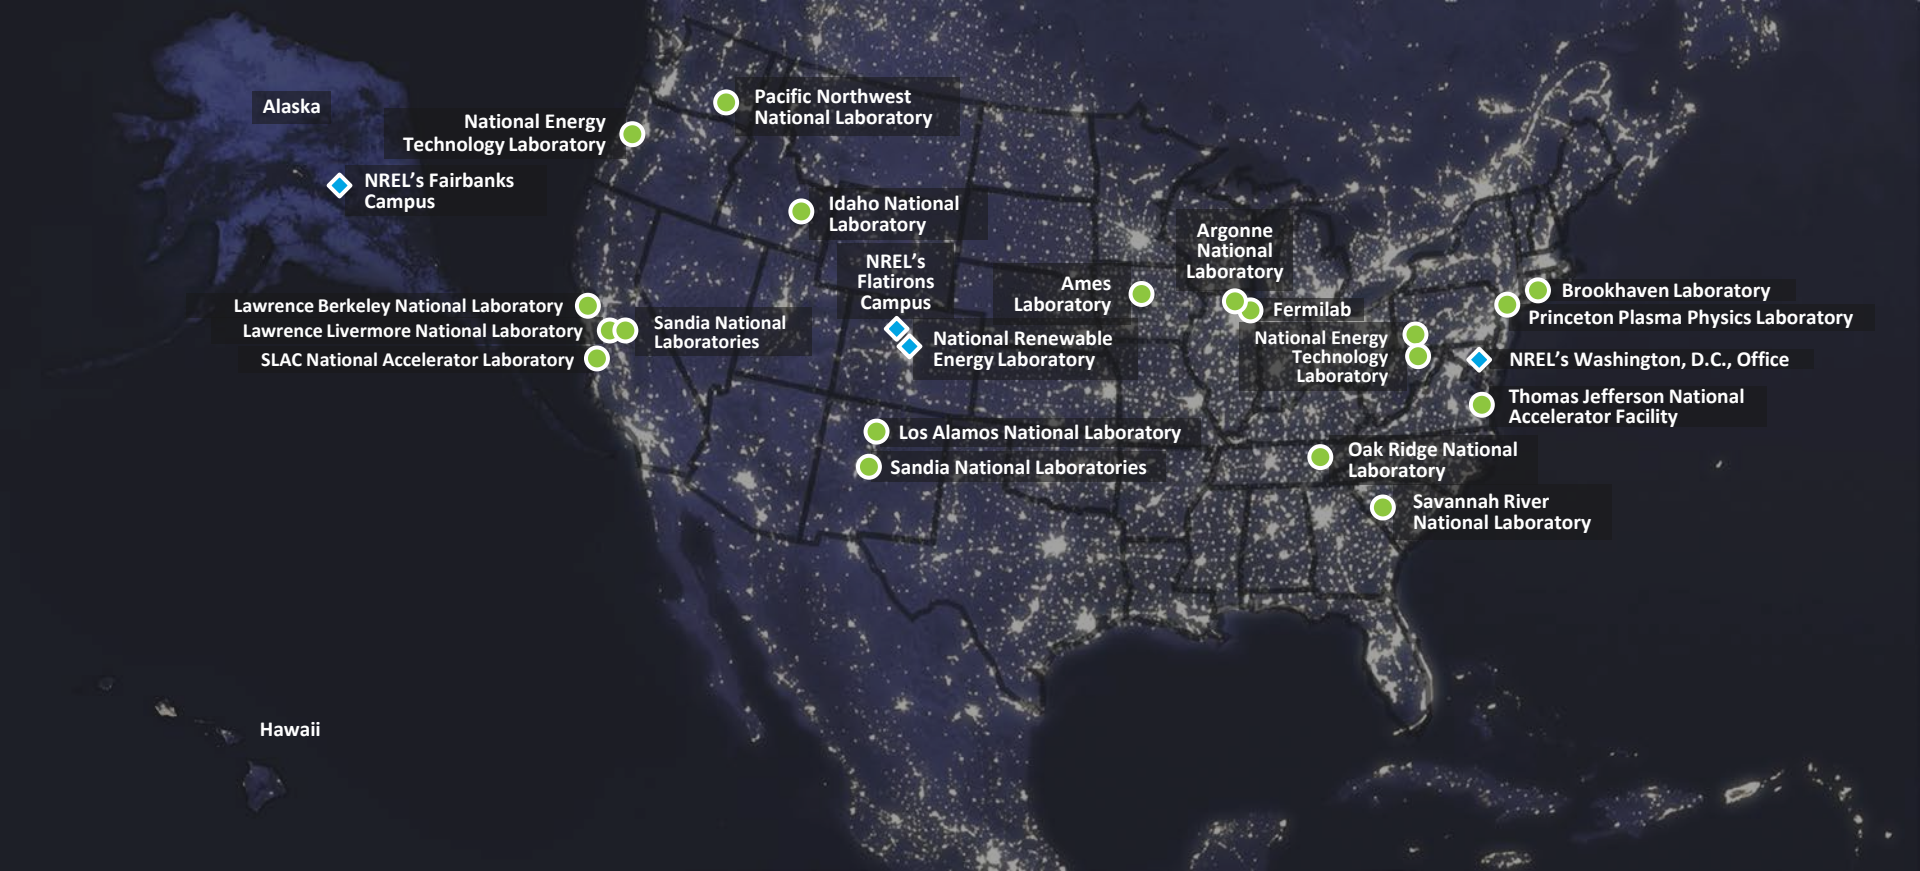 Alaska
National Energy
Technology Laboratory
NREL’s Fairbanks
Campus
Pacific Northwest
National Laboratory
Idaho National
Laboratory
NREL’s
Flatirons
Campus
Ames
Laboratory
Argonne
National
Laboratory
Fermilab
Lawrence Berkeley National Laboratory
Lawrence Livermore National Laboratory
SLAC National Accelerator Laboratory
Sandia National
Laboratories
National Renewable
Energy Laboratory
National Energy
Technology
Laboratory
Brookhaven Laboratory
Princeton Plasma Physics Laboratory
NREL’s Washington, D.C., Office
Thomas Jefferson National
Accelerator Facility
Los Alamos National Laboratory
Sandia National Laboratories
Oak Ridge National
Laboratory
Savannah River
National Laboratory
Hawaii